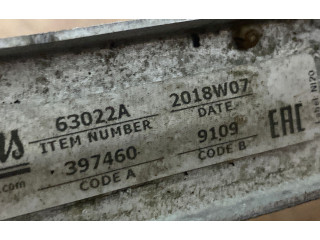 63022A 2018W07
ITEM NUMBER DATE
397460 9109
CODE A CODE B
.com
EAC